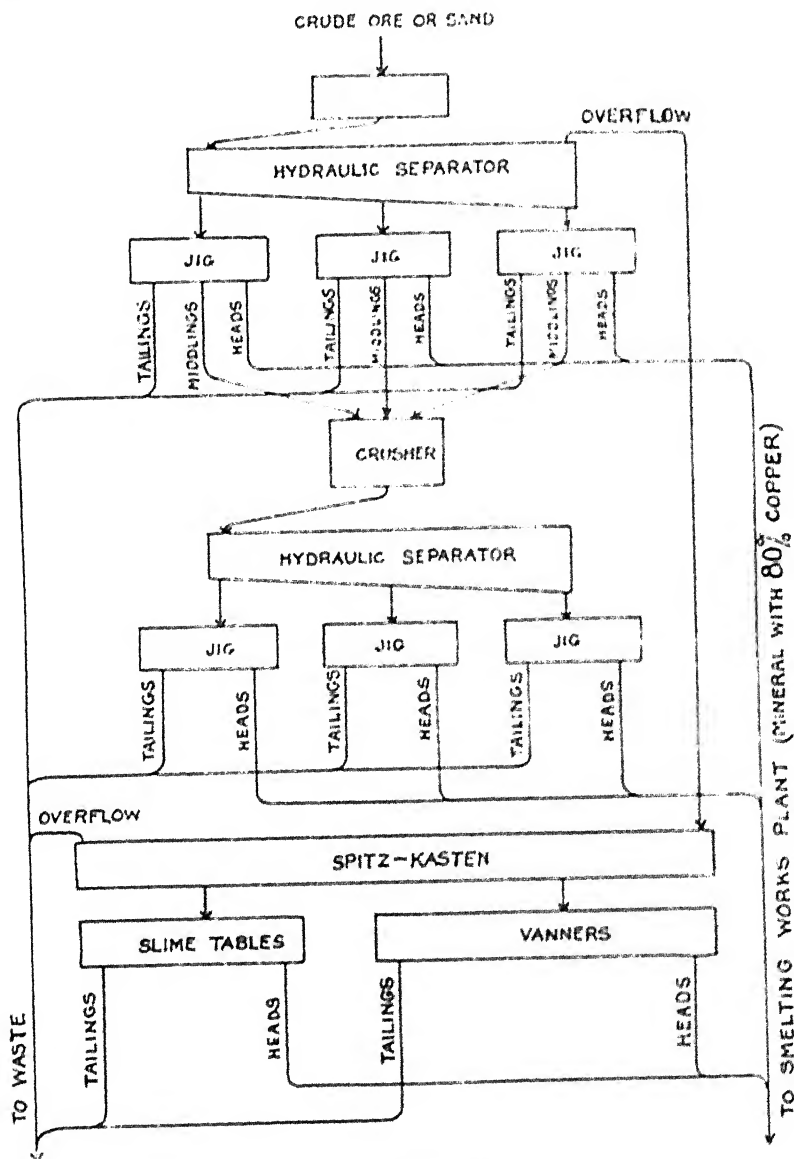 CRUDE ORE OR SAND
OVERFLOW
HYDRAULIC SEPARATOR
JIG
JIG
JIG
TAILINGS
MIDDLINGS
HEADS
TAILINGS
MIDDLINGS
HEADS
TAILINGS
MIDDLINGS
HEADS
CRUSHER
HYDRAULIC SEPARATOR
JIG
JIG
JIG
TAILINGS
HEADS
TAILINGS
HEADS
TAILINGS
HEADS
OVERFLOW
SPITZ-KASTEN
SLIME TABLES
VANNERS
TAILINGS
HEADS
TAILINGS
HEADS
TO WASTE
TO SMELTING WORKS PLANT (MINERAL WITH 80% COPPER)